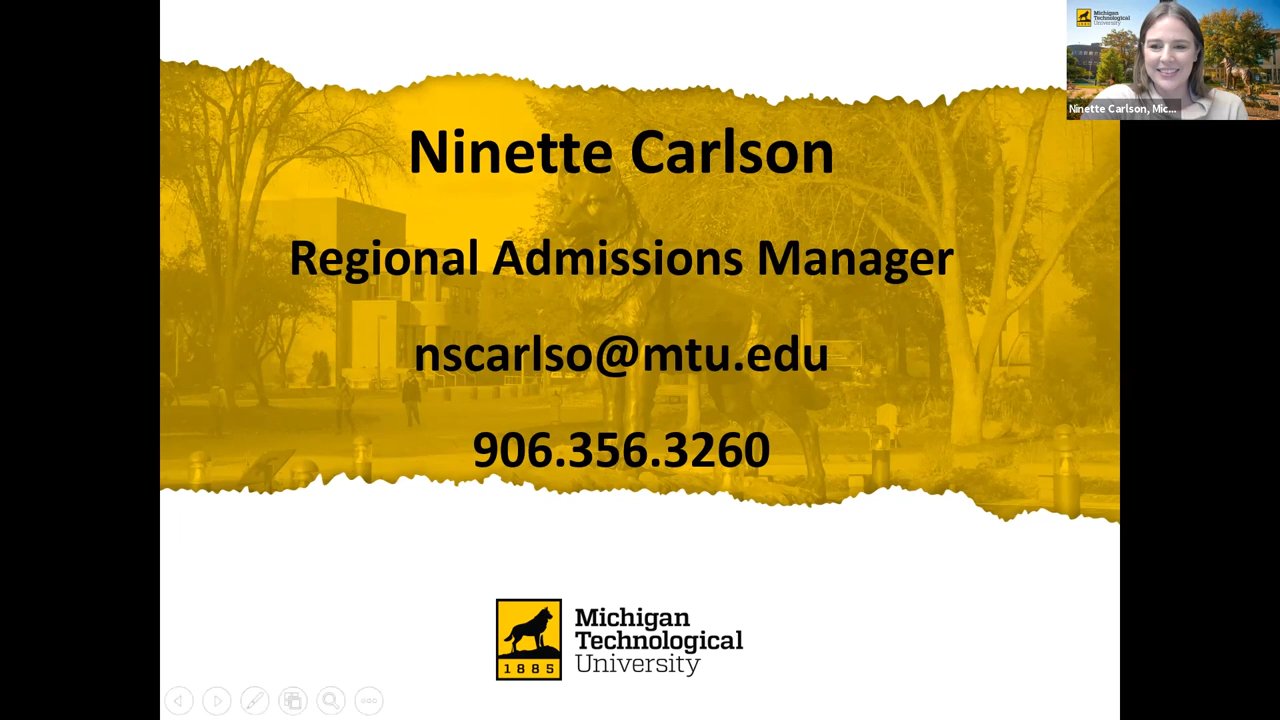 Michigan
Technological
University
Ninette Carlson, Mic...
Ninette Carlson
Regional Admissions Manager
nscarlso@mtu.edu
906.356.3260
1885
Michigan
Technological
University